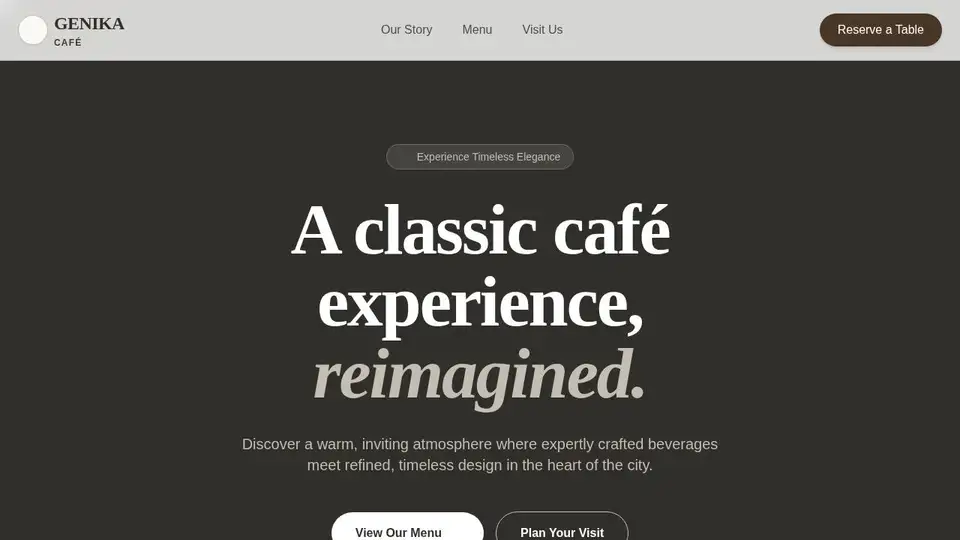 GENIKA
CAFÉ
Our Story
Menu
Visit Us
Reserve a Table
Experience Timeless Elegance
A classic café
experience,
reimagined.
Discover a warm, inviting atmosphere where expertly crafted beverages
meet refined, timeless design in the heart of the city.
View Our Menu
Plan Your Visit